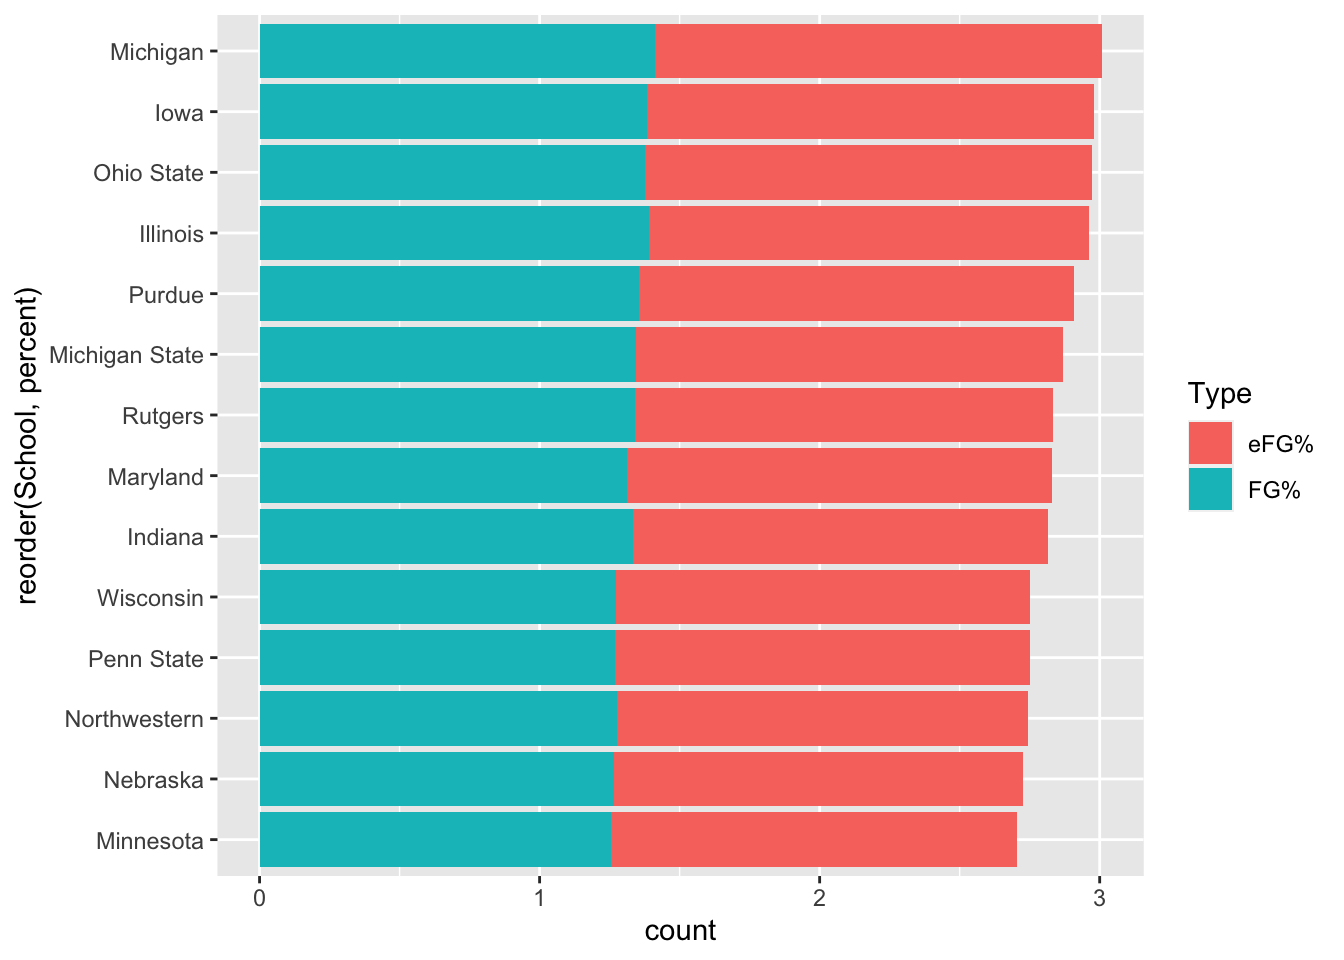 reorder(School, percent)
Michigan
Iowa
Ohio State
Illinois
Purdue
Michigan State
Rutgers
Maryland
Indiana
Wisconsin
Penn State
Northwestern
Nebraska
Minnesota
0 1 2 3
count
Type
eFG%
FG%